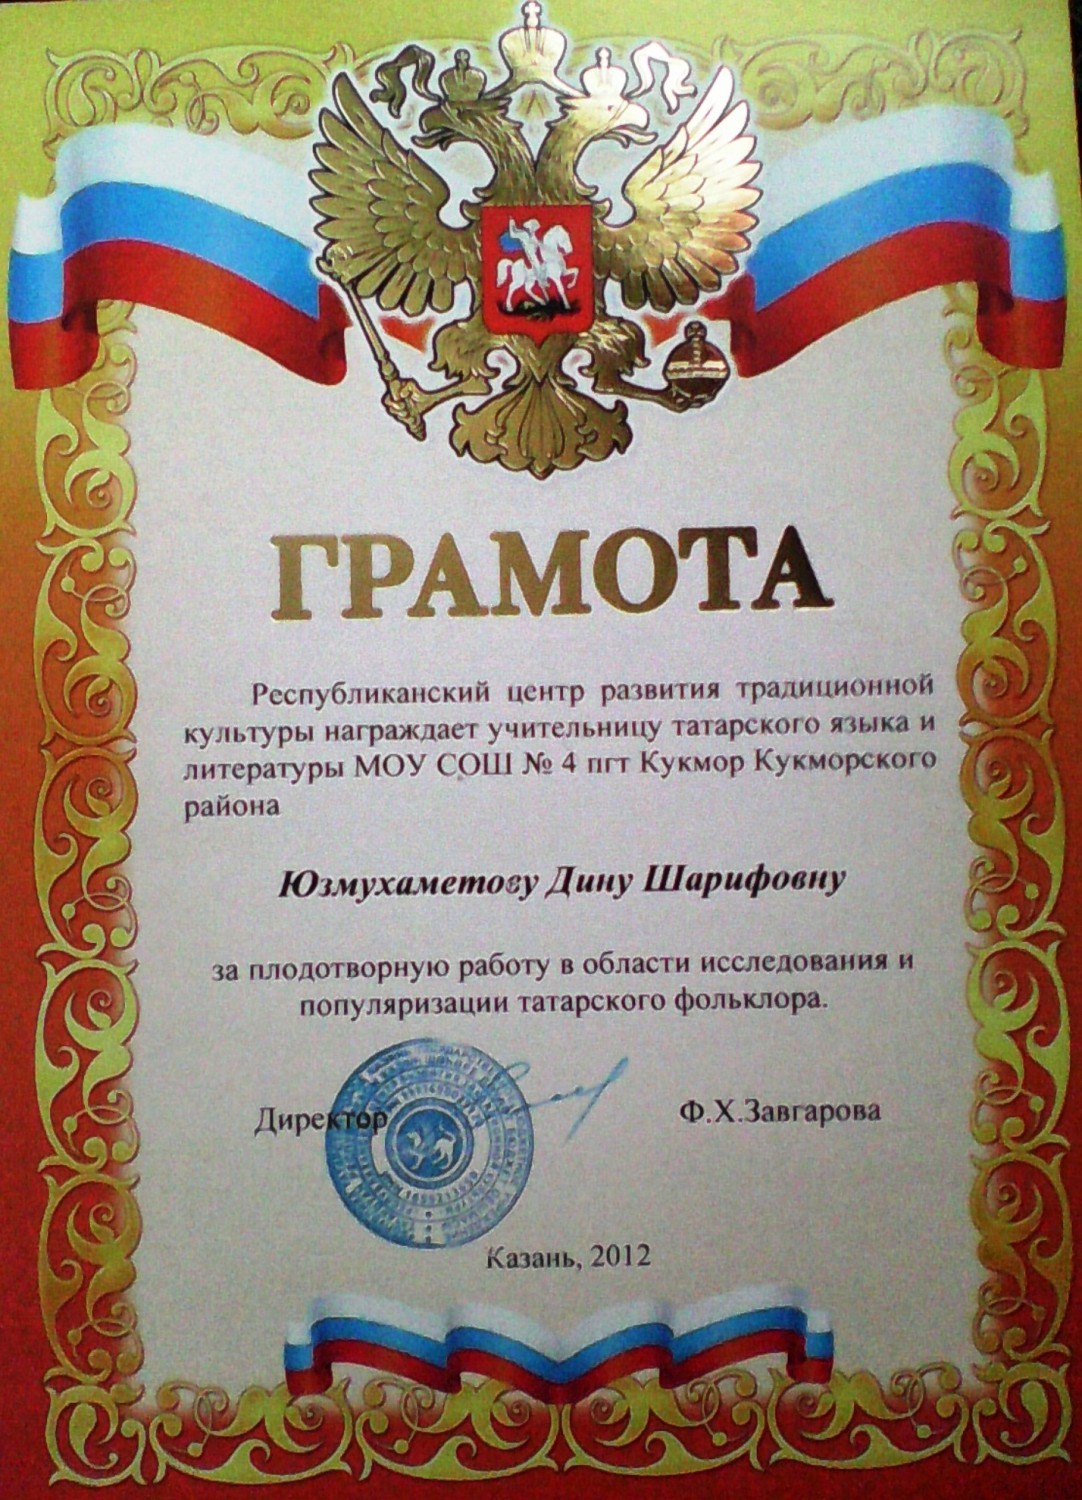 ГРАМОТА
Республиканский центр развития традиционной
культуры награждает учительницу татарского языка и
литературы МОУ СОШ № 4 пгт Кукмор Кукморского
района
Юзмухаметову Дину Шарифовну
за плодотворную работу в области исследования и
популяризации татарского фольклора.
Директор
Ф.Х.Завгарова
Казань, 2012